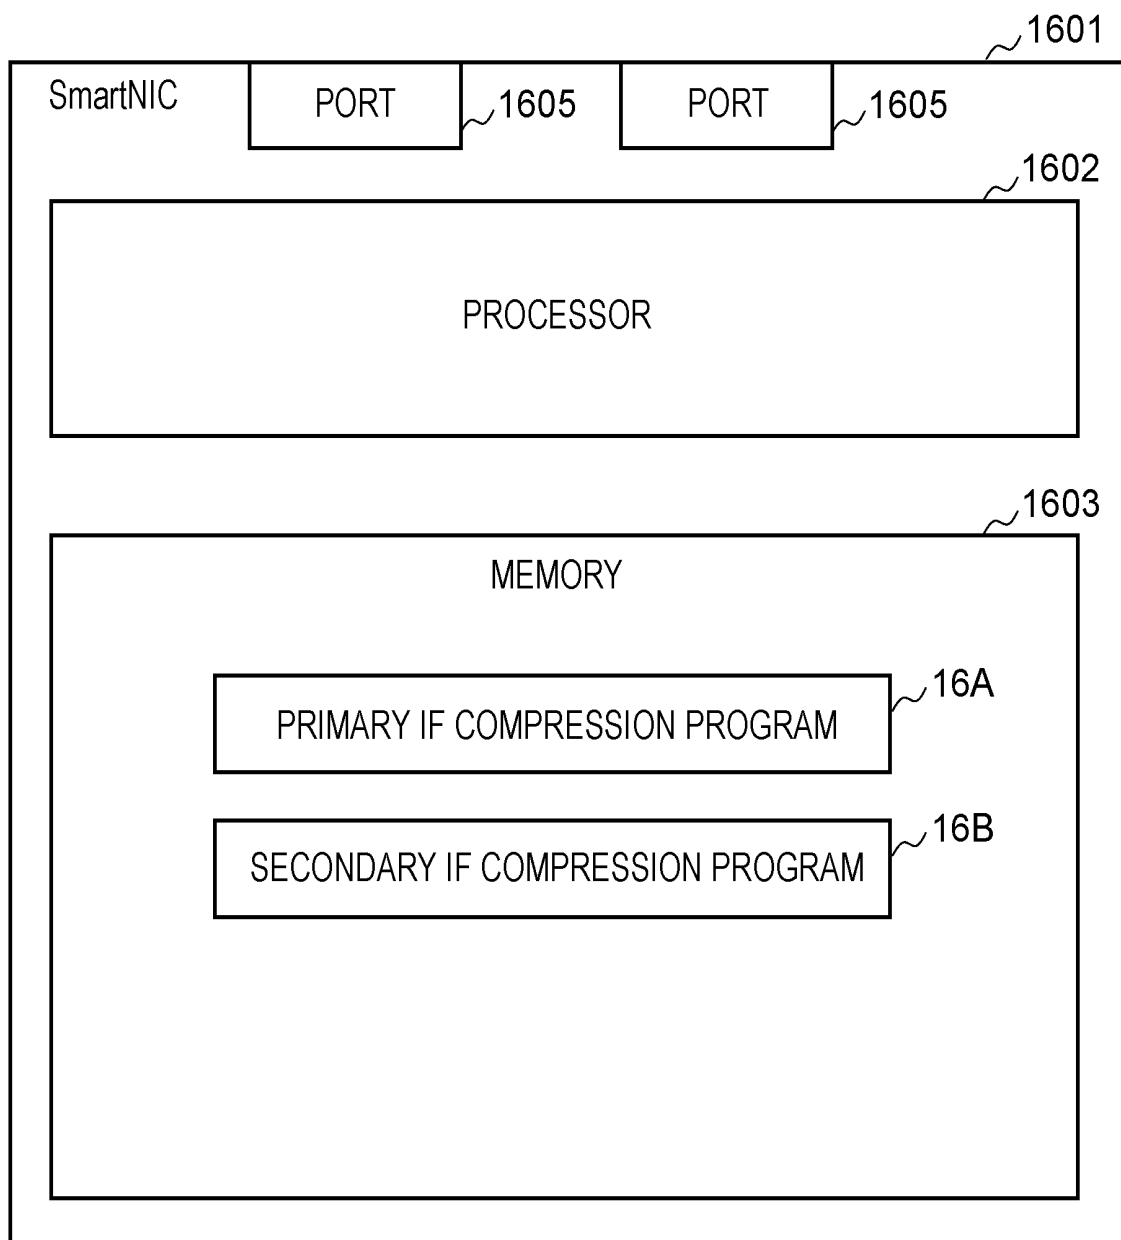 1601
SmartNIC
PORT
1605
PORT
1605
1602
PROCESSOR
1603
MEMORY
16A
PRIMARY IF COMPRESSION PROGRAM
16B
SECONDARY IF COMPRESSION PROGRAM